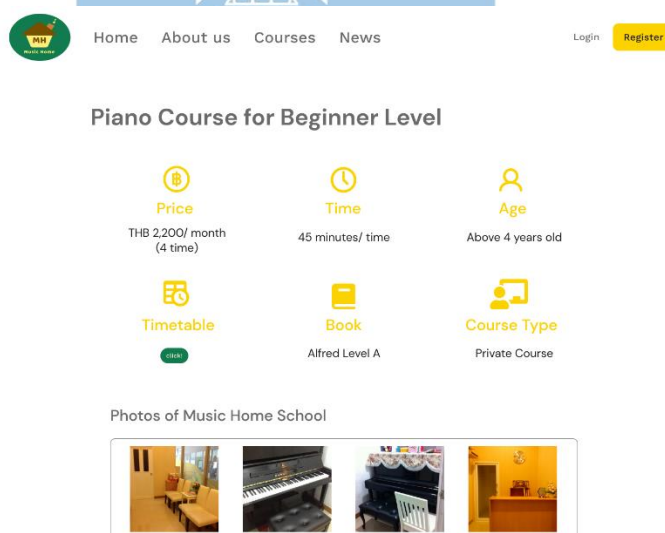 MH
Music Home
Home About us Courses News
Login Register
Piano Course for Beginner Level
Price Time Age
THB 2,200/ month
(4 time)
45 minutes/ time
Above 4 years old
Timetable Book Course Type
click!
Alfred Level A
Private Course
Photos of Music Home School